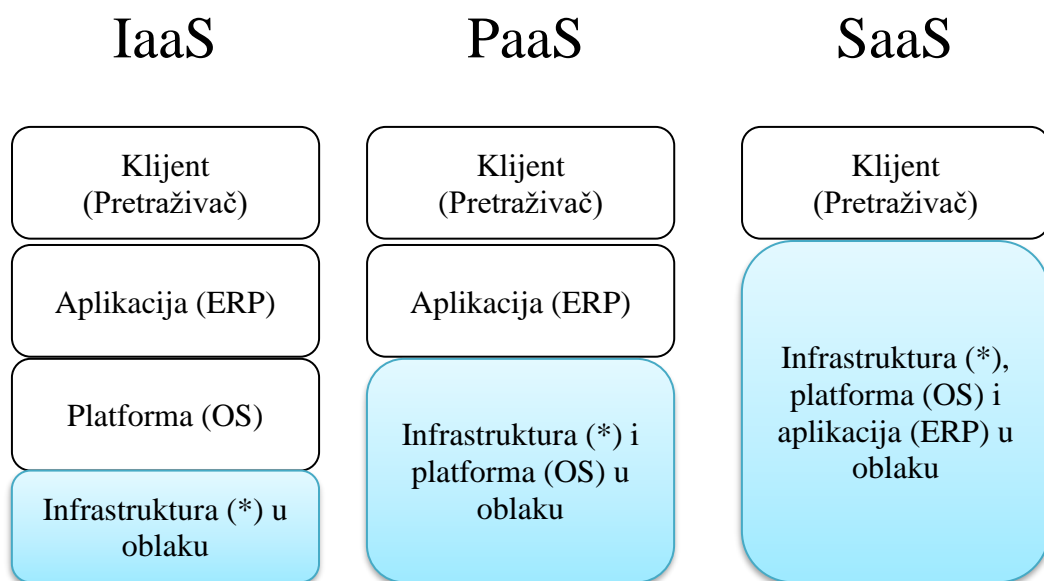 IaaS
PaaS
SaaS
Klijent
(Pretraživač)
Aplikacija (ERP)
Platforma (OS)
Infrastruktura (*) u
oblaku
Klijent
(Pretraživač)
Aplikacija (ERP)
Infrastruktura (*) i
platforma (OS) u
oblaku
Klijent
(Pretraživač)
Infrastruktura (*),
platforma (OS) i
aplikacija (ERP) u
oblaku